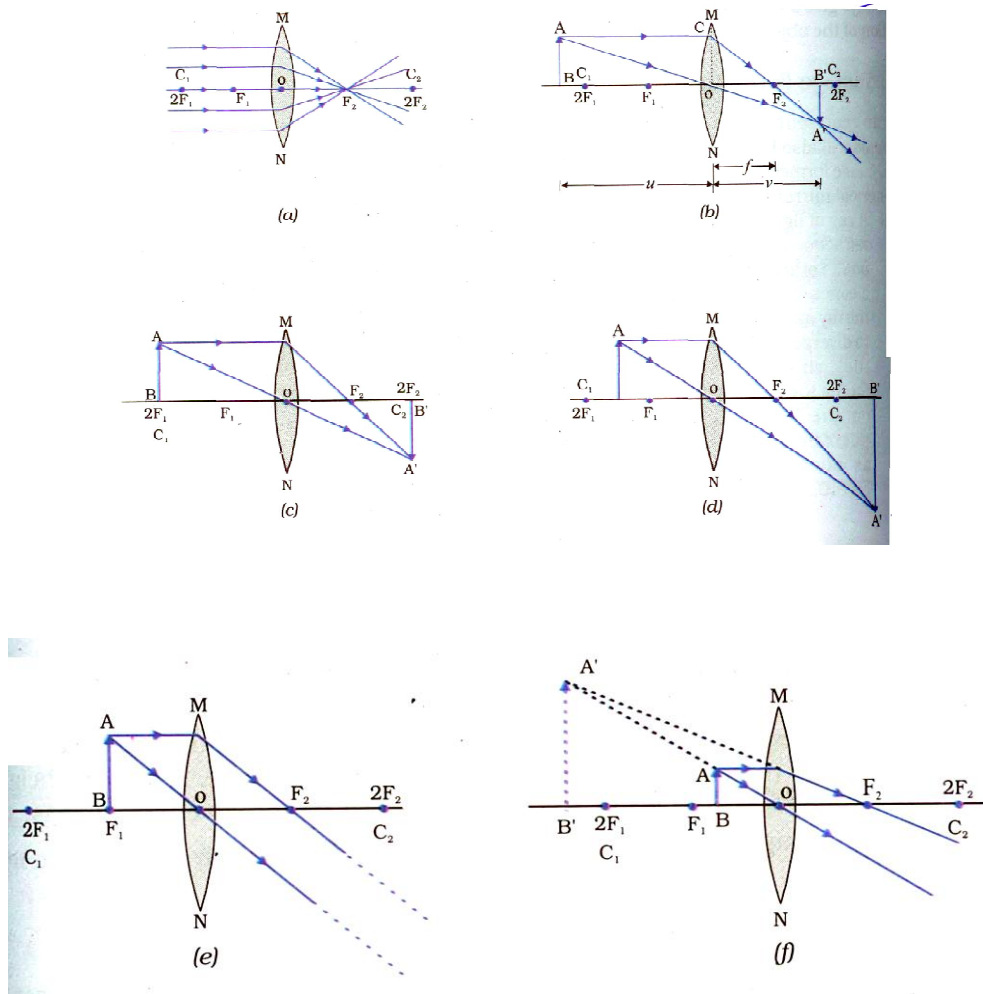 M
C₁ O C₂
2F₁ F₁ F₂ 2F₂
N
(a)
A C M
B C₁ B' C₂
2F₁ F₁ O F₂ 2F₂
A'
N
f
u v
(b)
A M
B O F₂ 2F₂
2F₁ F₁ C₂ B'
C₁ A'
N
(c)
A M
C₁ O F₂ 2F₂ B'
2F₁ F₁ C₂
N
A'
(d)
A M
B O F₂ 2F₂
2F₁ F₁ C₂
C₁
N
(e)
A'
M
A O F₂ 2F₂
B' 2F₁ F₁ B C₂
C₁
N
(f)